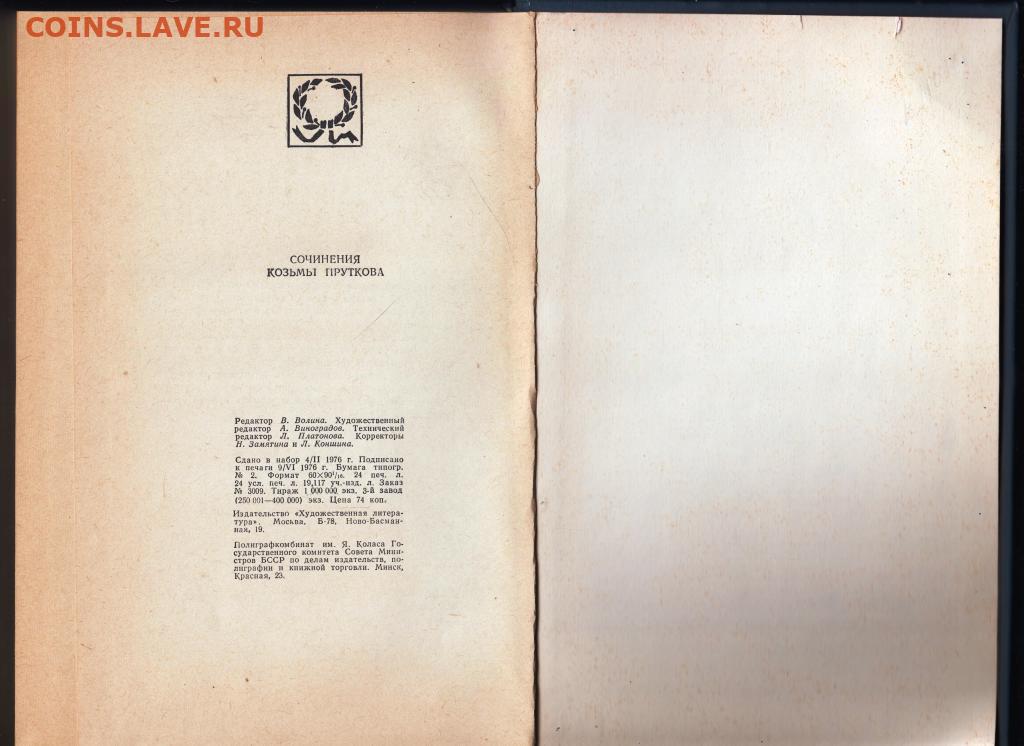 COINS.LAVE.RU
СОЧИНЕНИЯ
КОЗЬМЫ ПРУТКОВА
Редактор В. Волина. Художественный
редактор А. Виноградов. Технический
редактор Л. Платонова. Корректоры
Н. Замятина и Л. Коншина.
Сдано в набор 4/II 1976 г. Подписано
к печати 9/VI 1976 г. Бумага типогр.
№ 2. Формат 60×90¹/₁₆. 24 печ. л.
24 усл. печ. л. 19,117 уч.-изд. л. Заказ
№ 3009. Тираж 1 000 000 экз. 3-й завод
(250 001—400 000) экз. Цена 74 коп.
Издательство «Художественная литера-
тура». Москва, Б-78, Ново-Басман-
ная, 19.
Полиграфкомбинат им. Я. Коласа Го-
сударственного комитета Совета Мини-
стров БССР по делам издательств, по-
лиграфии и книжной торговли. Минск,
Красная, 23.